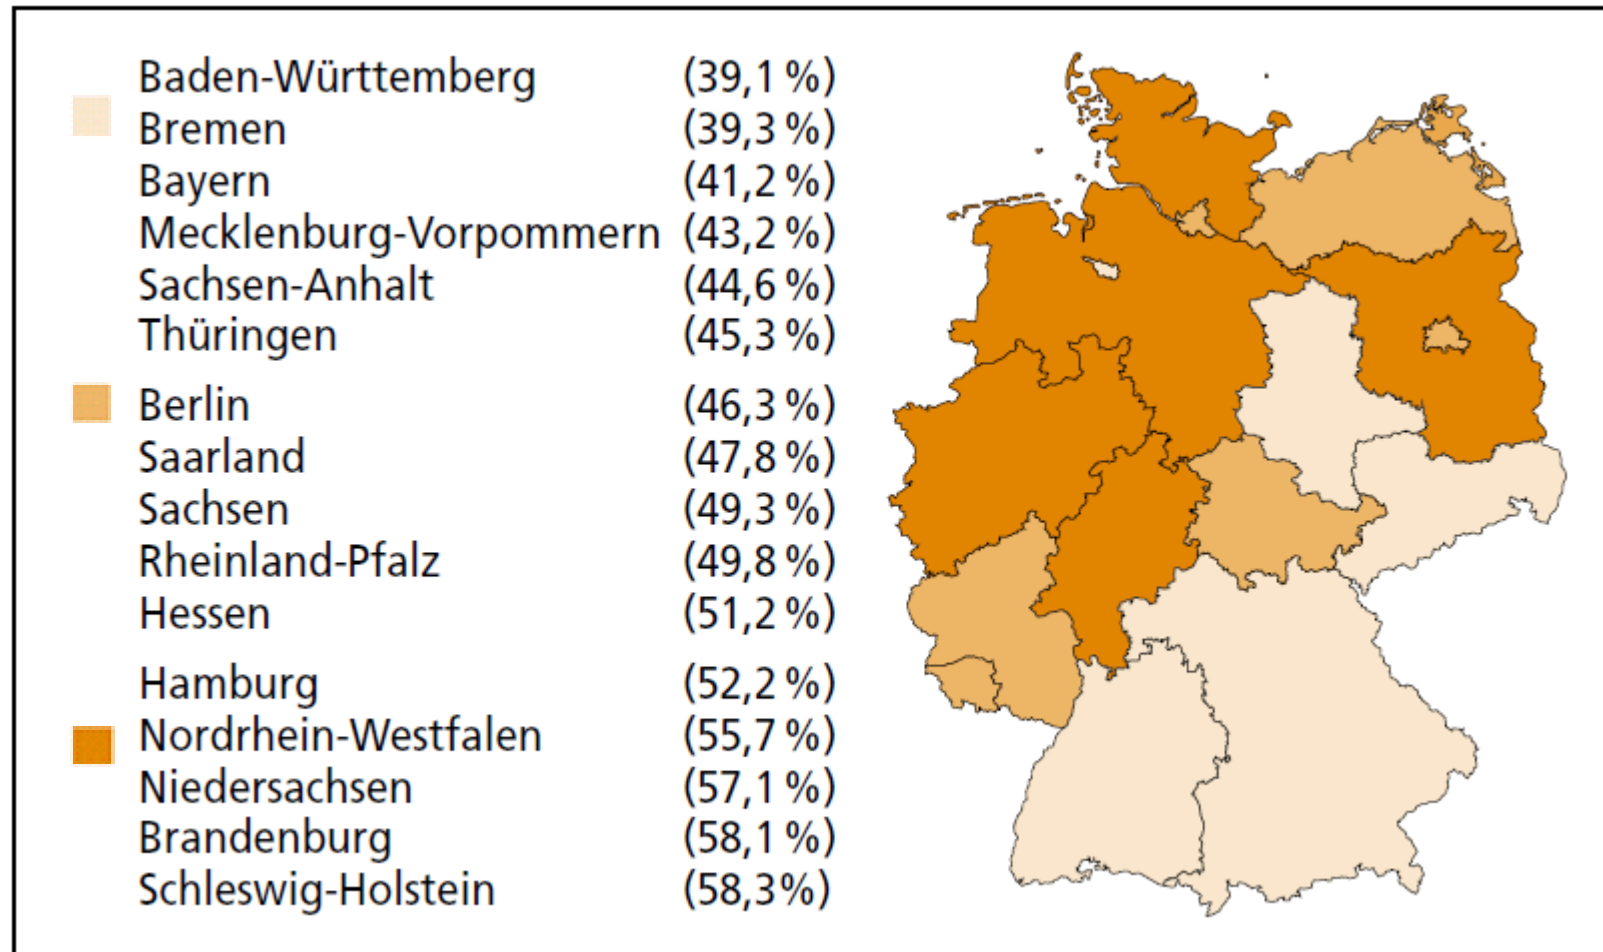 Baden-Württemberg (39,1 %)
Bremen (39,3 %)
Bayern (41,2 %)
Mecklenburg-Vorpommern (43,2 %)
Sachsen-Anhalt (44,6 %)
Thüringen (45,3 %)
Berlin (46,3 %)
Saarland (47,8 %)
Sachsen (49,3 %)
Rheinland-Pfalz (49,8 %)
Hessen (51,2 %)
Hamburg (52,2 %)
Nordrhein-Westfalen (55,7 %)
Niedersachsen (57,1 %)
Brandenburg (58,1 %)
Schleswig-Holstein (58,3%)